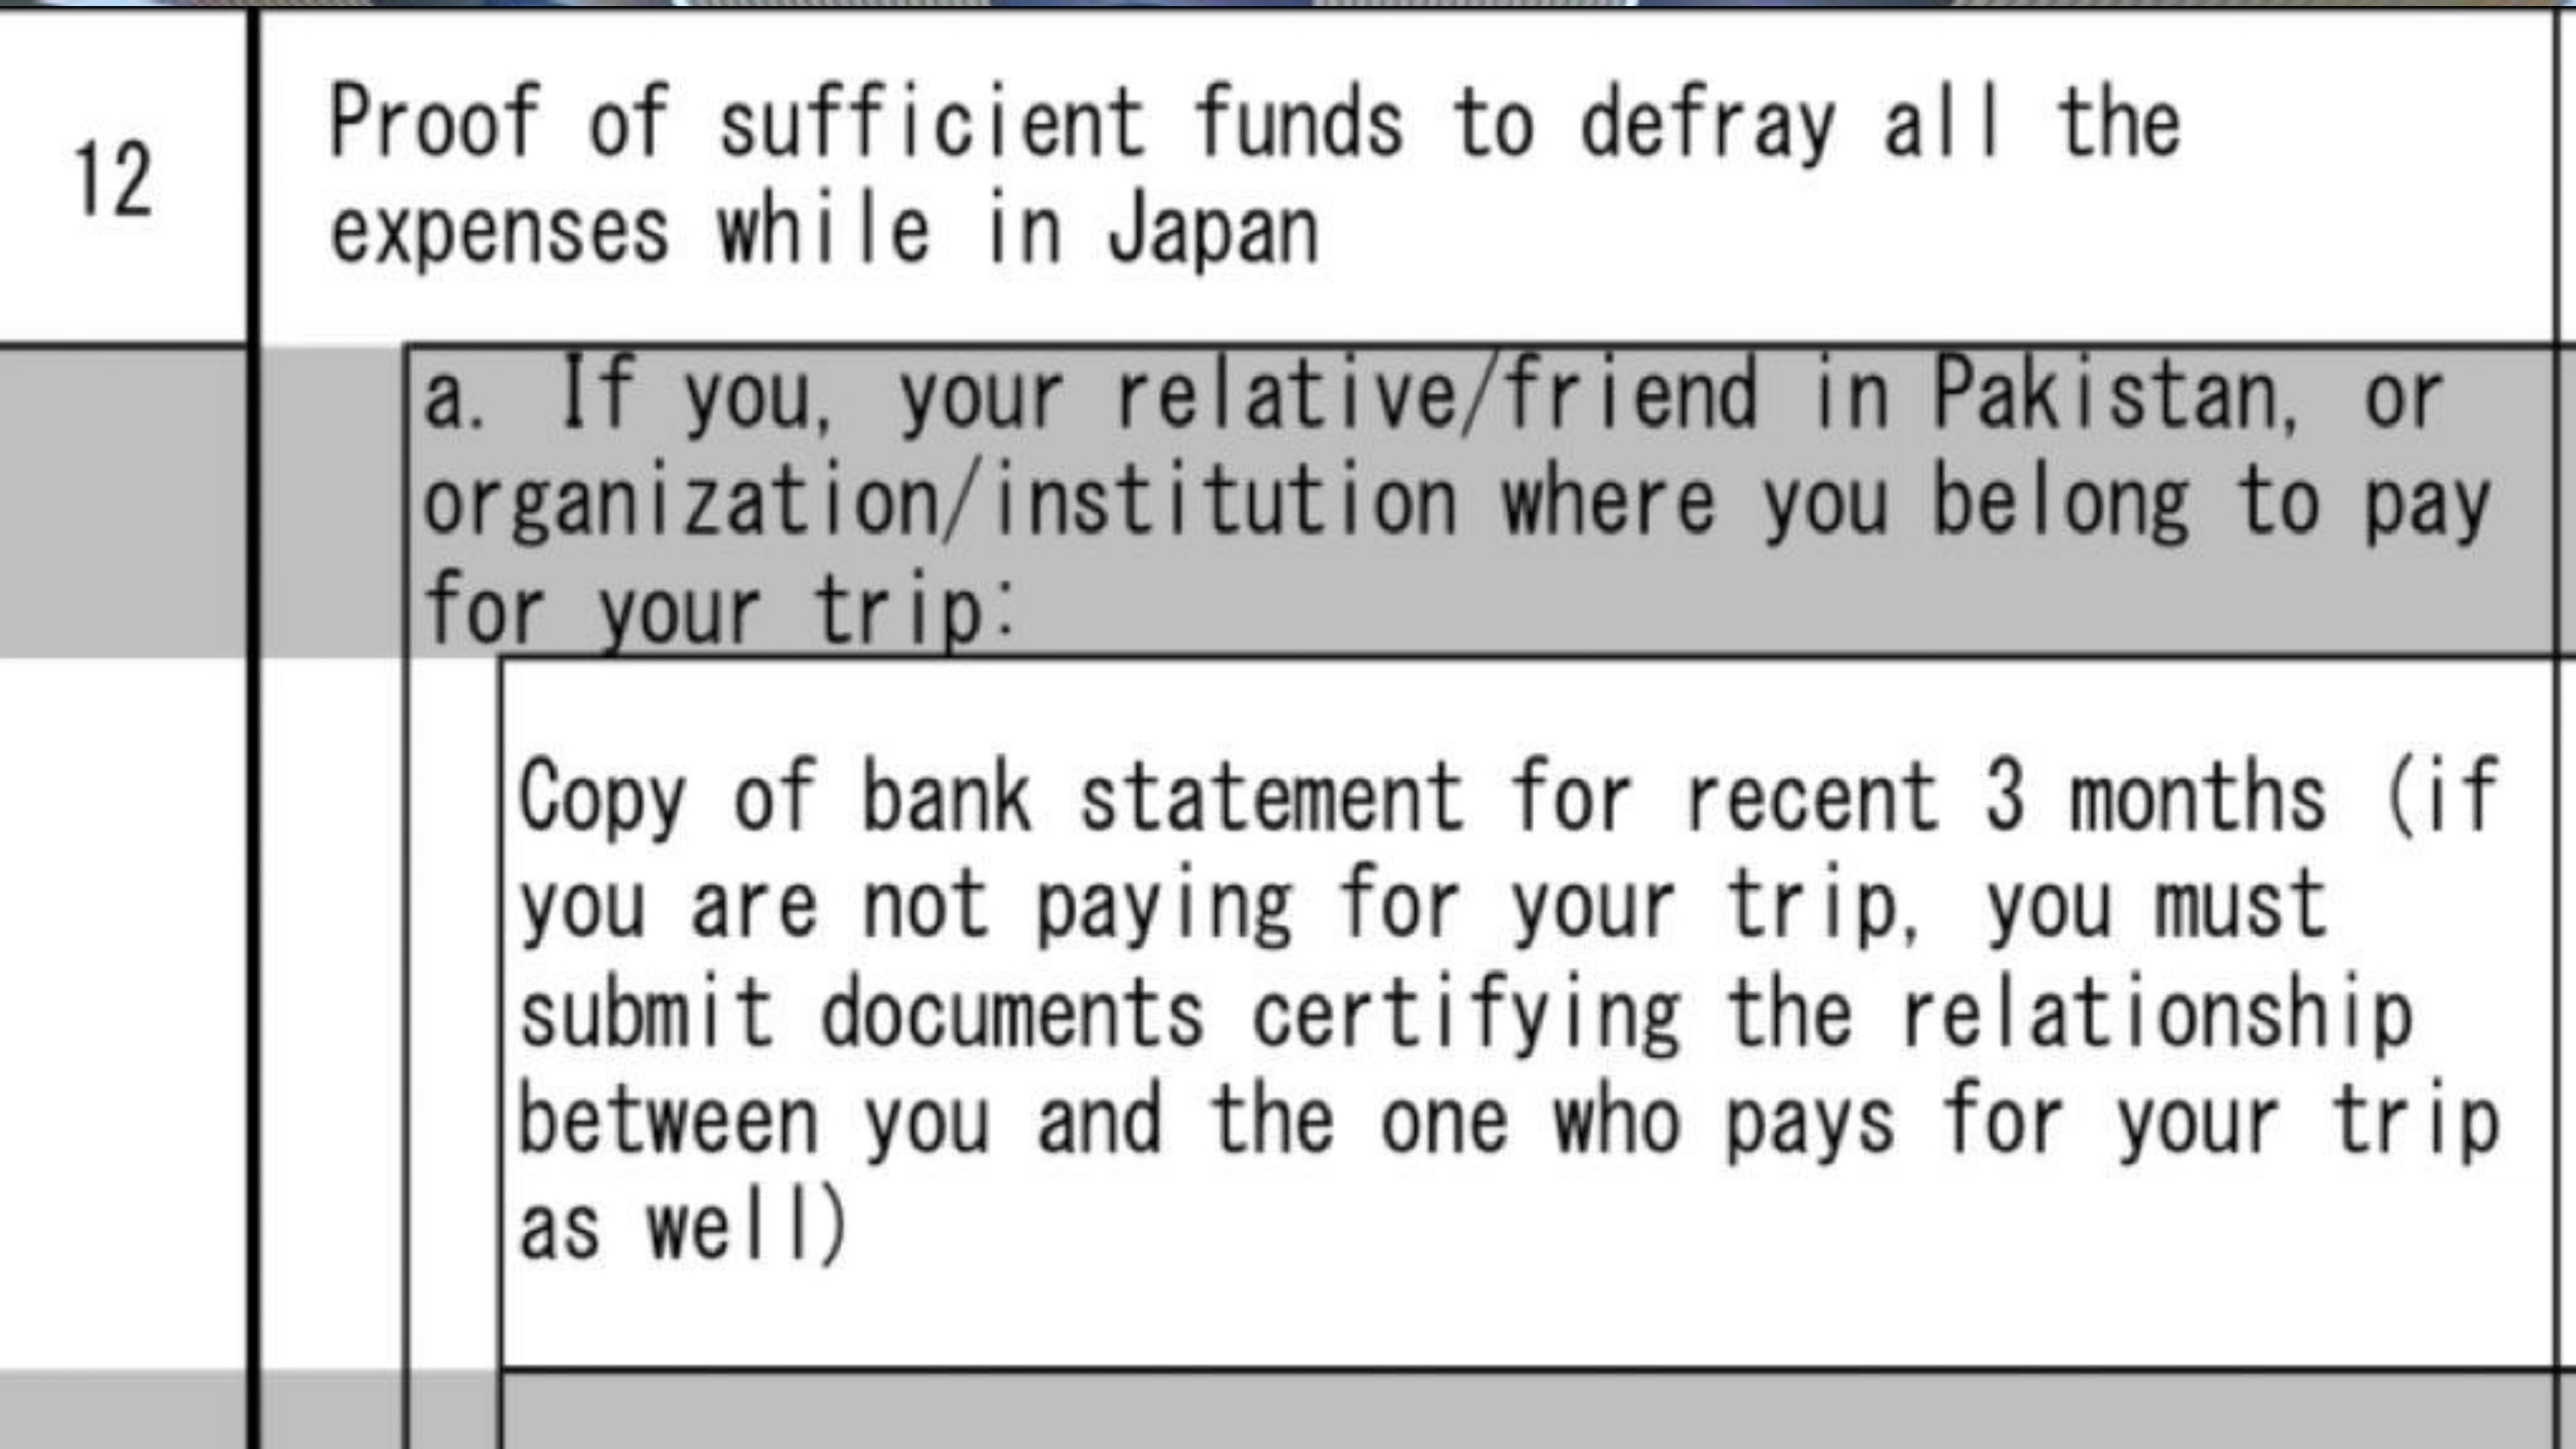 12
Proof of sufficient funds to defray all the
expenses while in Japan
a. If you, your relative/friend in Pakistan, or
organization/institution where you belong to pay
for your trip:
Copy of bank statement for recent 3 months (if
you are not paying for your trip, you must
submit documents certifying the relationship
between you and the one who pays for your trip
as well)